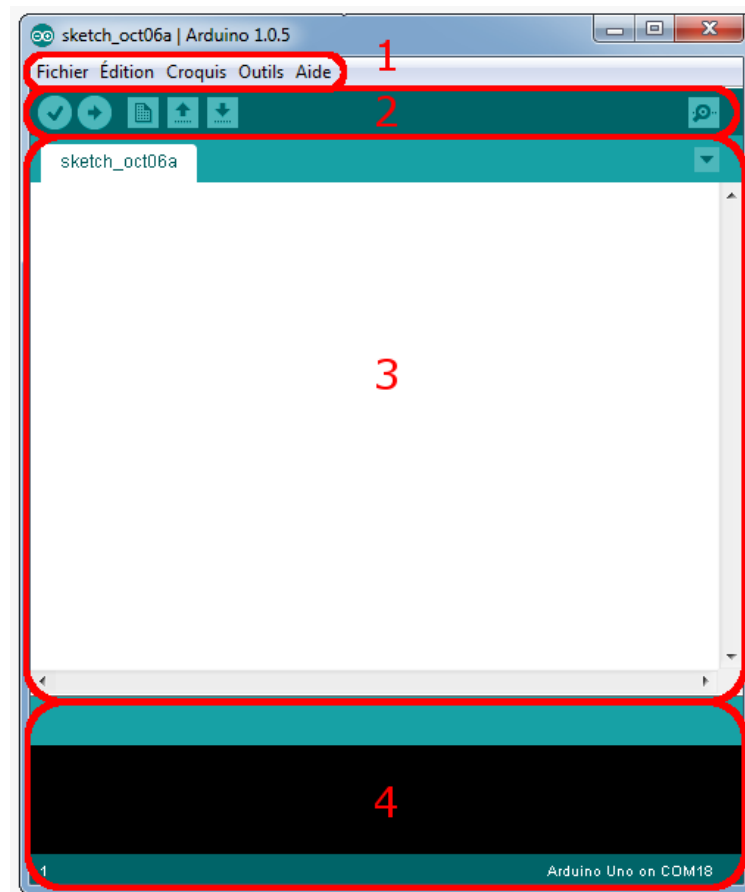 sketch_oct06a | Arduino 1.0.5
1
Fichier Édition Croquis Outils Aide
2
sketch_oct06a
3
4
1 Arduino Uno on COM18